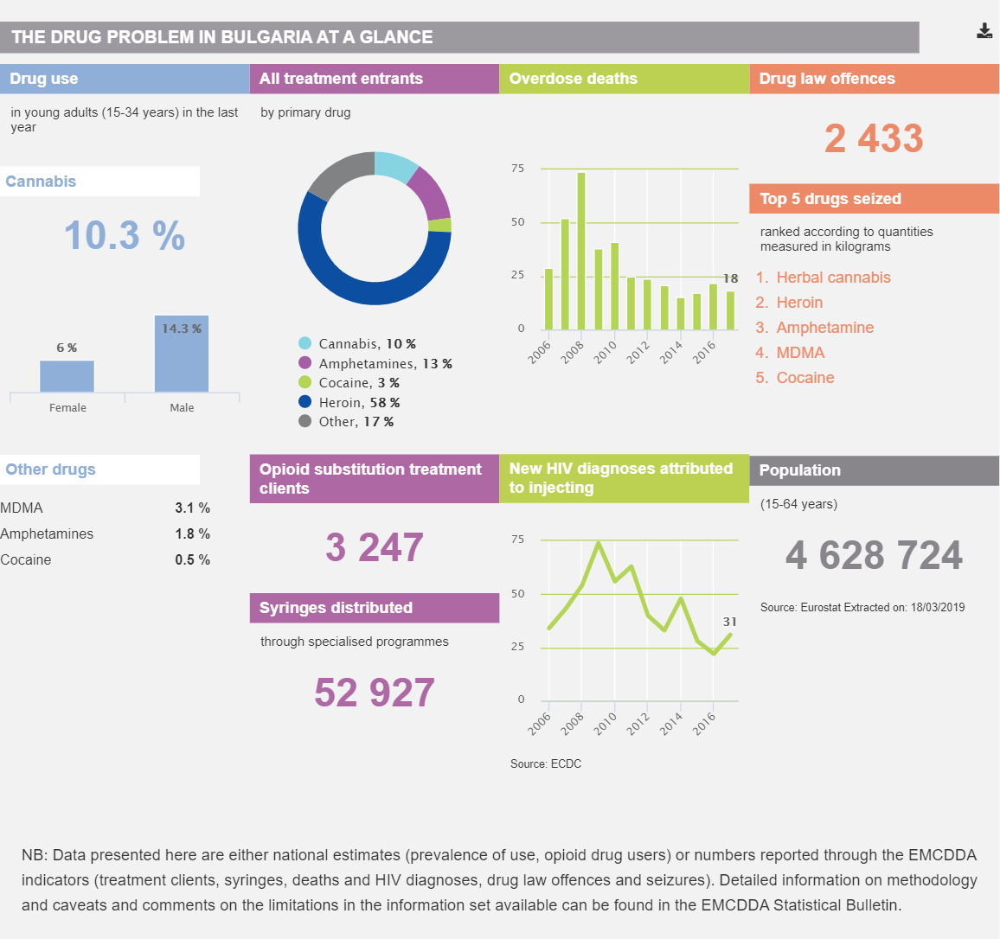 THE DRUG PROBLEM IN BULGARIA AT A GLANCE
Drug use
in young adults (15-34 years) in the last
year
Cannabis
10.3 %
6 %
14.3 %
Female
Male
Other drugs
MDMA 3.1 %
Amphetamines 1.8 %
Cocaine 0.5 %
All treatment entrants
by primary drug
Cannabis, 10 %
Amphetamines, 13 %
Cocaine, 3 %
Heroin, 58 %
Other, 17 %
Opioid substitution treatment
clients
3 247
Syringes distributed
through specialised programmes
52 927
Overdose deaths
75
50
25
0
18
2006
2008
2010
2012
2014
2016
New HIV diagnoses attributed
to injecting
75
50
25
0
31
2006
2008
2010
2012
2014
2016
Source: ECDC
Drug law offences
2 433
Top 5 drugs seized
ranked according to quantities
measured in kilograms
1. Herbal cannabis
2. Heroin
3. Amphetamine
4. MDMA
5. Cocaine
Population
(15-64 years)
4 628 724
Source: Eurostat Extracted on: 18/03/2019
NB: Data presented here are either national estimates (prevalence of use, opioid drug users) or numbers reported through the EMCDDA
indicators (treatment clients, syringes, deaths and HIV diagnoses, drug law offences and seizures). Detailed information on methodology
and caveats and comments on the limitations in the information set available can be found in the EMCDDA Statistical Bulletin.